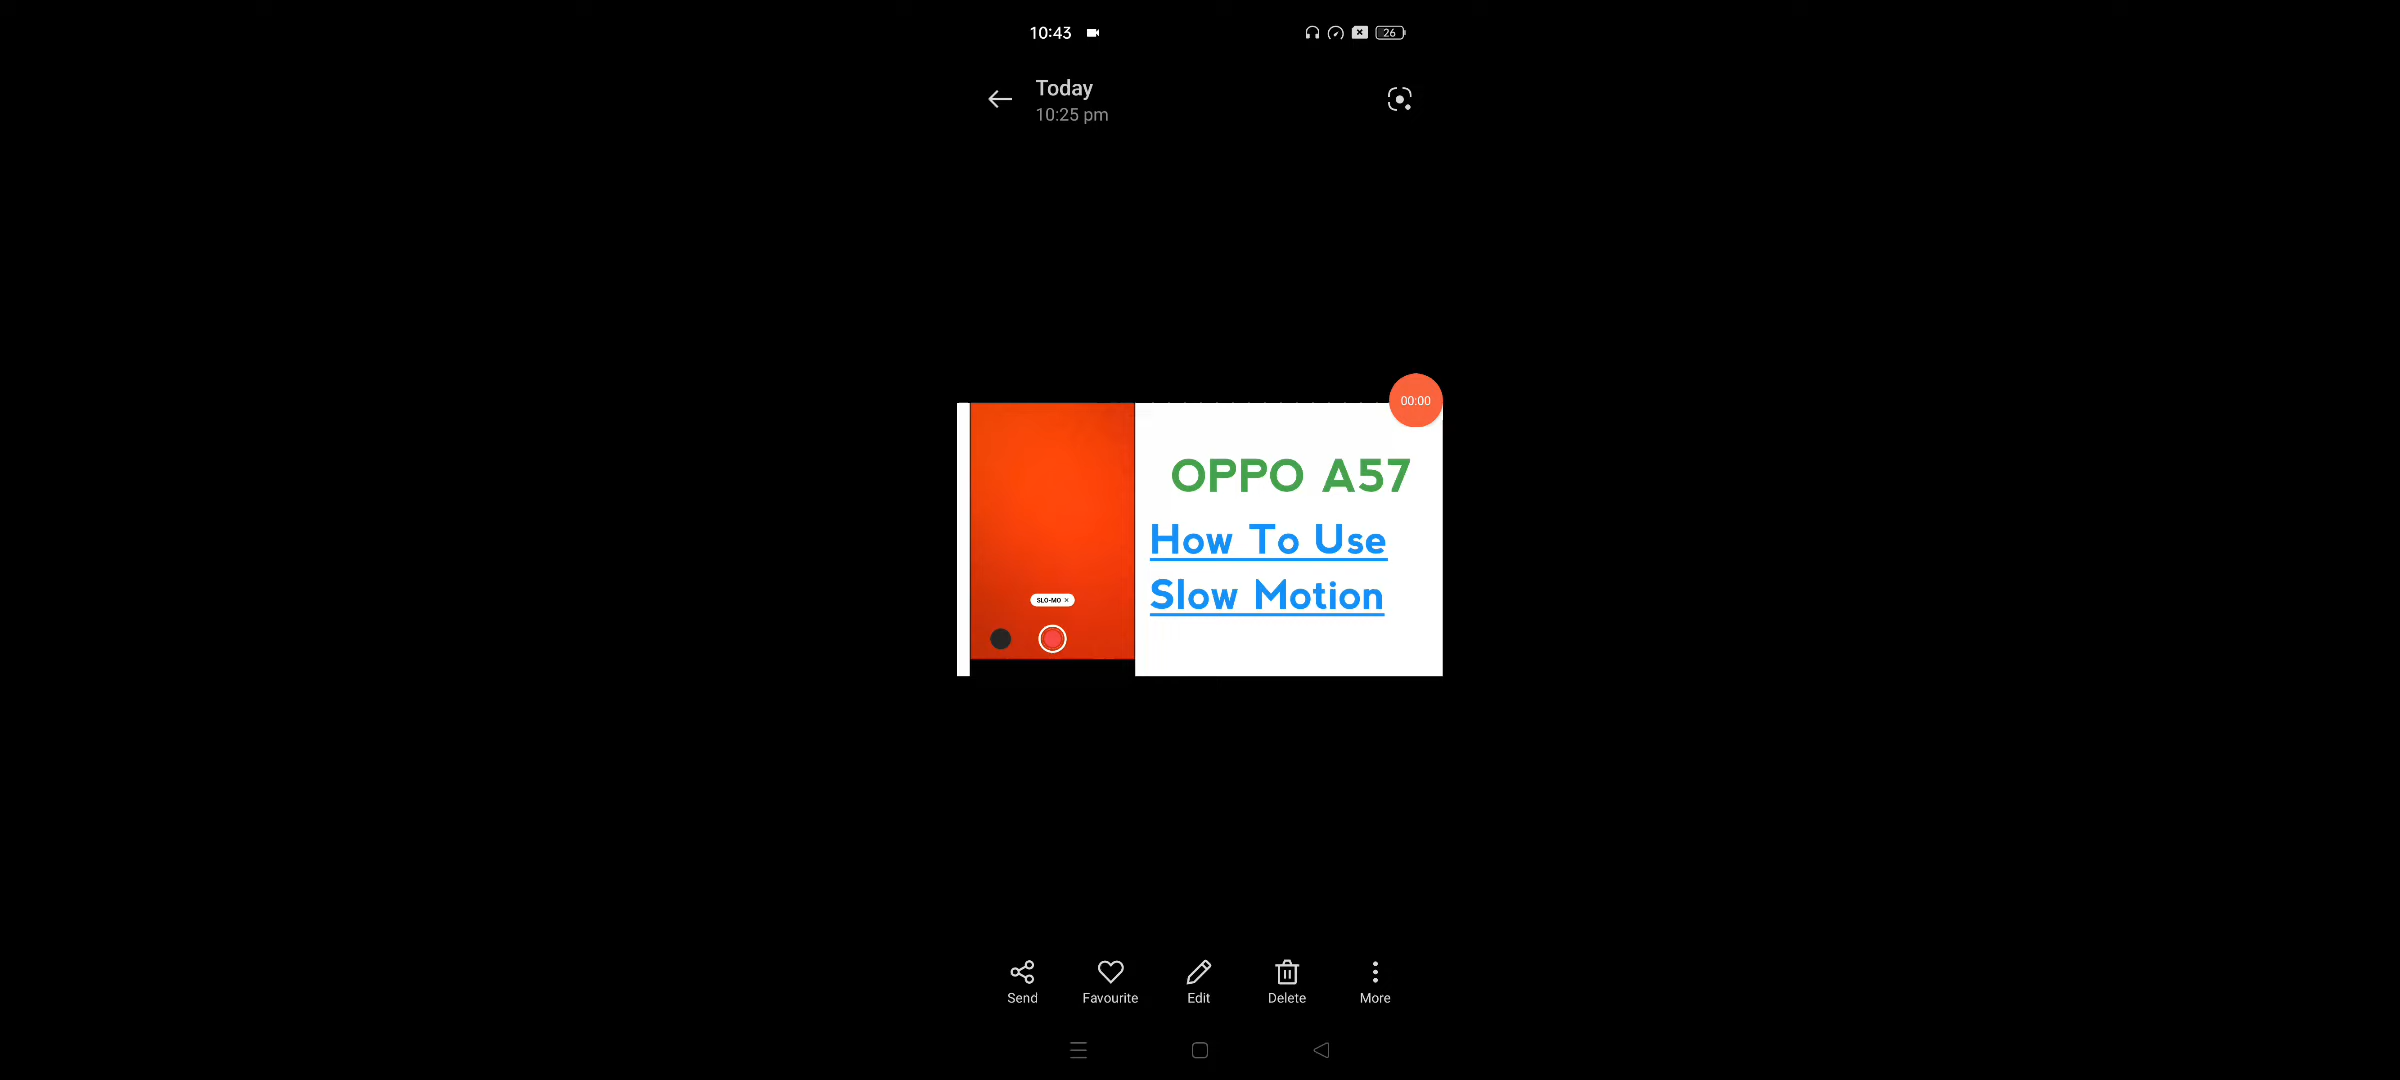 10:43
26
Today
10:25 pm
00:00
OPPO A57
How To Use
Slow Motion
SLO-MO ×
Send
Favourite
Edit
Delete
More